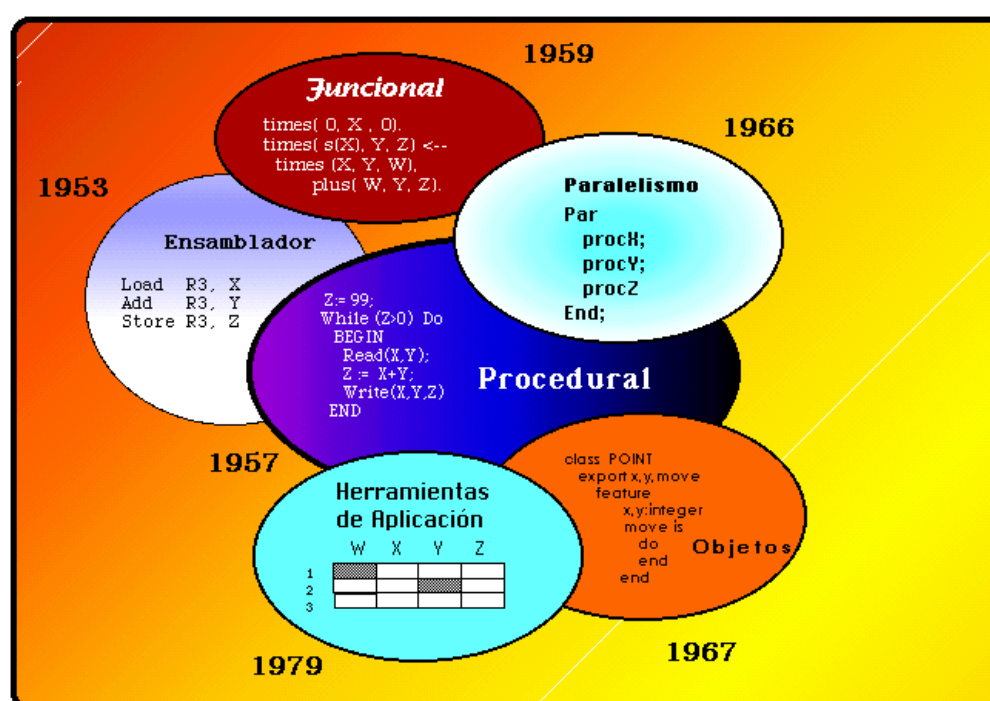 1959
Funcional
times( 0, X , 0).
times( s(X), Y, Z) <--
times (X, Y, W),
plus( W, Y, Z).
1966
Paralelismo
Par
procX;
procY;
procZ
End;
1953
Ensamblador
Load R3, X
Add R3, Y
Store R3, Z
Z:= 99;
While (Z>0) Do
BEGIN
Read(X,Y);
Z := X+Y;
Write(X,Y,Z)
END
Procedural
1957
Herramientas
de Aplicación
W X Y Z
1
2
3
1979
class POINT
export x,y,move
feature
x,y:integer
move is
do
end
end
Objetos
1967